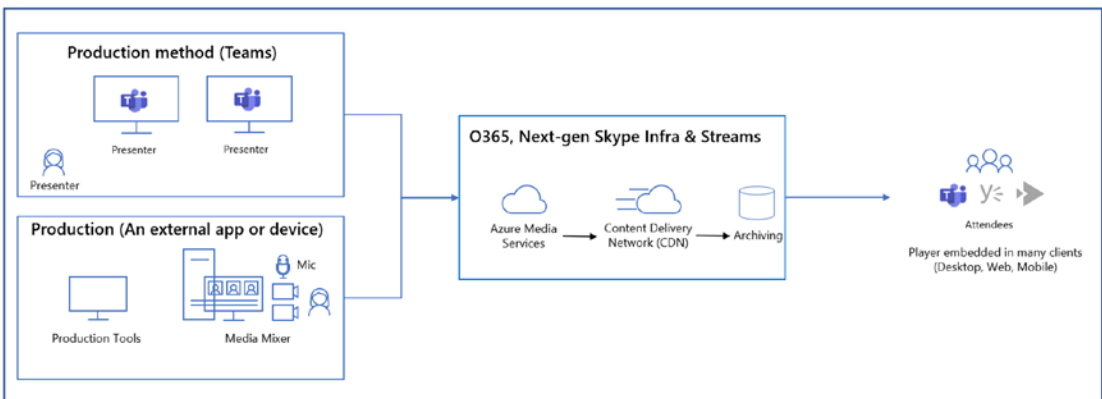 Production method (Teams)
Presenter
Presenter
Presenter
Production (An external app or device)
Mic
Production Tools
Media Mixer
O365, Next-gen Skype Infra & Streams
Azure Media
Services
Content Delivery
Network (CDN)
Archiving
Attendees
Player embedded in many clients
(Desktop, Web, Mobile)